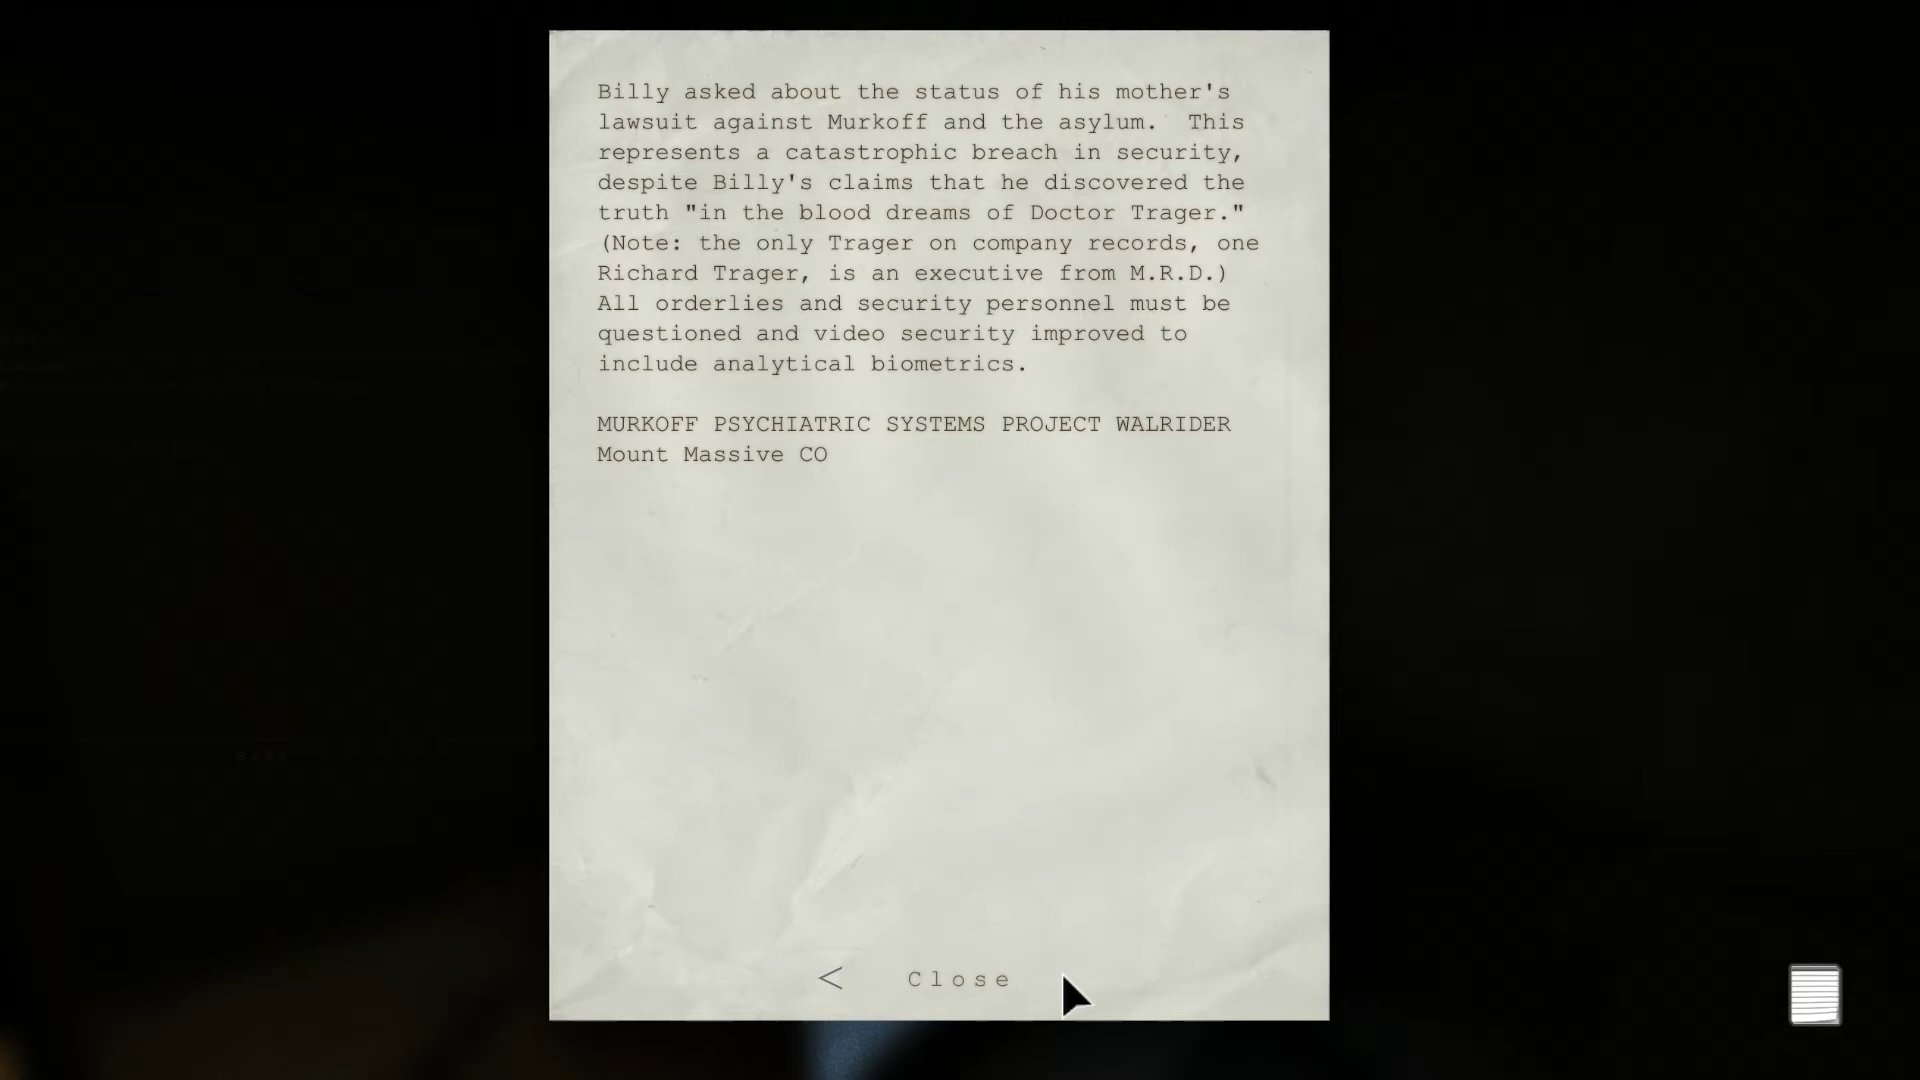 Billy asked about the status of his mother's
lawsuit against Murkoff and the asylum.  This
represents a catastrophic breach in security,
despite Billy's claims that he discovered the
truth "in the blood dreams of Doctor Trager."
(Note: the only Trager on company records, one
Richard Trager, is an executive from M.R.D.)
All orderlies and security personnel must be
questioned and video security improved to
include analytical biometrics.

MURKOFF PSYCHIATRIC SYSTEMS PROJECT WALRIDER
Mount Massive CO
< Close